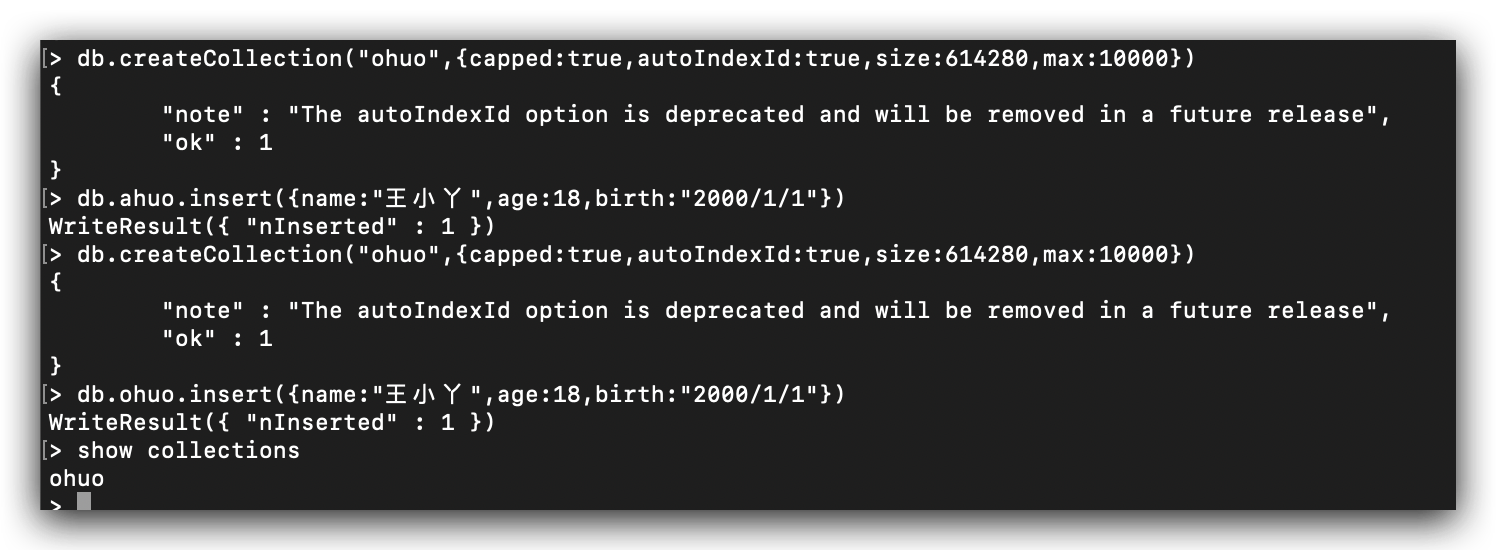 [> db.createCollection("ohuo",{capped:true,autoIndexId:true,size:614280,max:10000})
{
        "note" : "The autoIndexId option is deprecated and will be removed in a future release",
        "ok" : 1
}
[> db.ahuo.insert({name:"王小丫",age:18,birth:"2000/1/1"})
WriteResult({ "nInserted" : 1 })
[> db.createCollection("ohuo",{capped:true,autoIndexId:true,size:614280,max:10000})
{
        "note" : "The autoIndexId option is deprecated and will be removed in a future release",
        "ok" : 1
}
[> db.ohuo.insert({name:"王小丫",age:18,birth:"2000/1/1"})
WriteResult({ "nInserted" : 1 })
[> show collections
ohuo
>